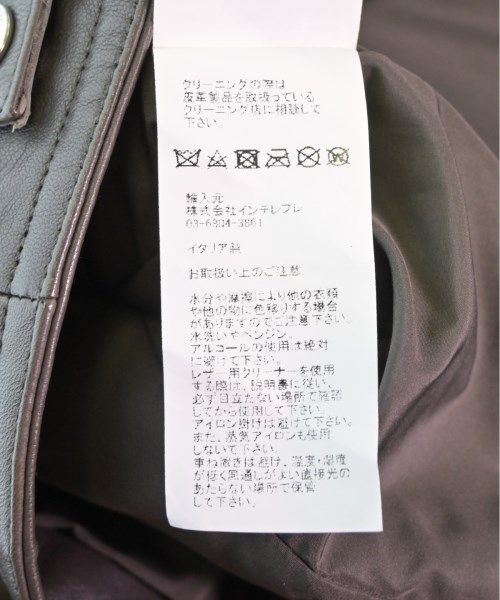 クリーニングの際は
皮革製品を取扱っている
クリーニング店に相談して
下さい。
輸入元
株式会社インテレプレ
03-6804-3861
イタリア製
お取扱い上のご注意
水分や摩擦により他の衣類
や他の物に色移りする場合
がありますのでご注意下さい。
水洗いやベンジン、
アルコールの使用は絶対
に避けて下さい。
レザー用クリーナーを使用
する際は、説明書に従い、
必ず目立たない場所で確認
してから使用して下さい。
アイロン掛けは避けて下さい。
また、蒸気アイロンも使用
しないで下さい。
重ね置きは避け、温度・湿度
が低く風通しがよい直接光の
あたらない場所で保管
して下さい。